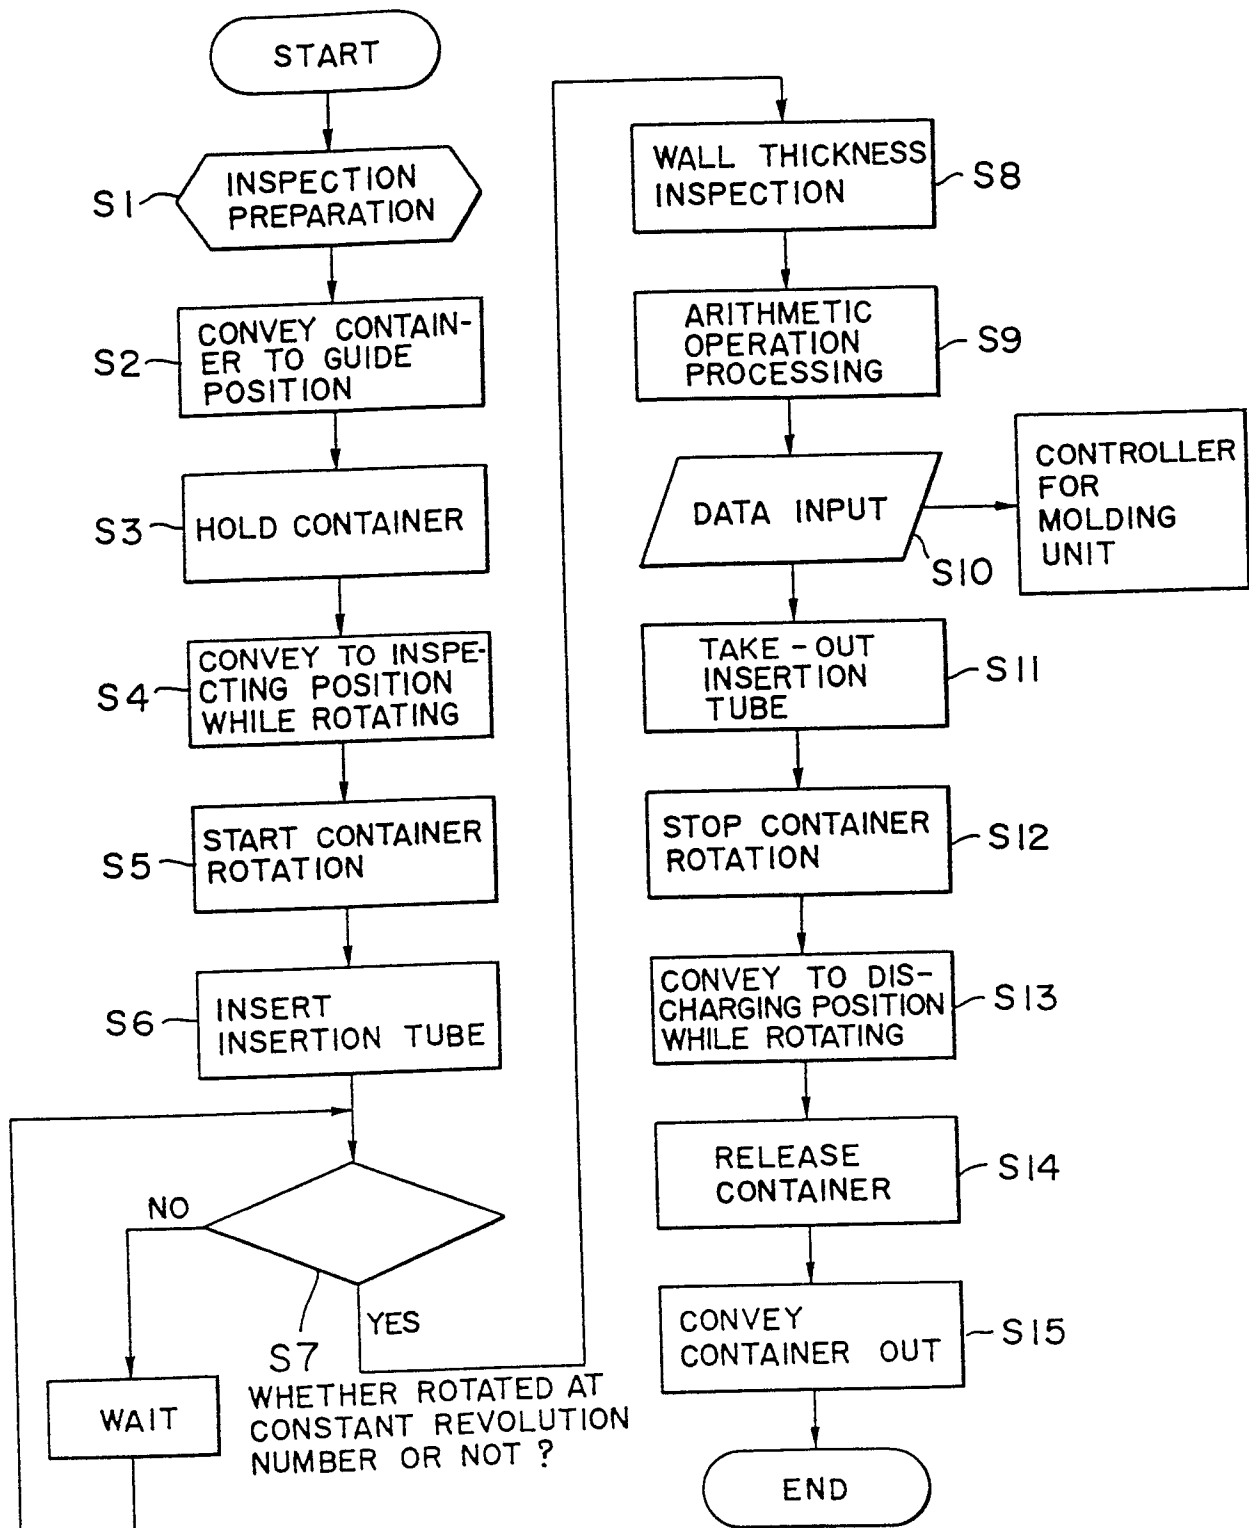 START
S1
INSPECTION
PREPARATION
S2
CONVEY CONTAIN-
ER TO GUIDE
POSITION
S3
HOLD CONTAINER
S4
CONVEY TO INSPE-
CTING POSITION
WHILE ROTATING
S5
START CONTAINER
ROTATION
S6
INSERT
INSERTION TUBE
NO
YES
S7
WHETHER ROTATED AT
CONSTANT REVOLUTION
NUMBER OR NOT ?
WAIT
WALL THICKNESS
INSPECTION
S8
ARITHMETIC
OPERATION
PROCESSING
S9
DATA INPUT
S10
CONTROLLER
FOR
MOLDING
UNIT
TAKE-OUT
INSERTION
TUBE
S11
STOP CONTAINER
ROTATION
S12
CONVEY TO DIS-
CHARGING POSITION
WHILE ROTATING
S13
RELEASE
CONTAINER
S14
CONVEY
CONTAINER OUT
S15
END